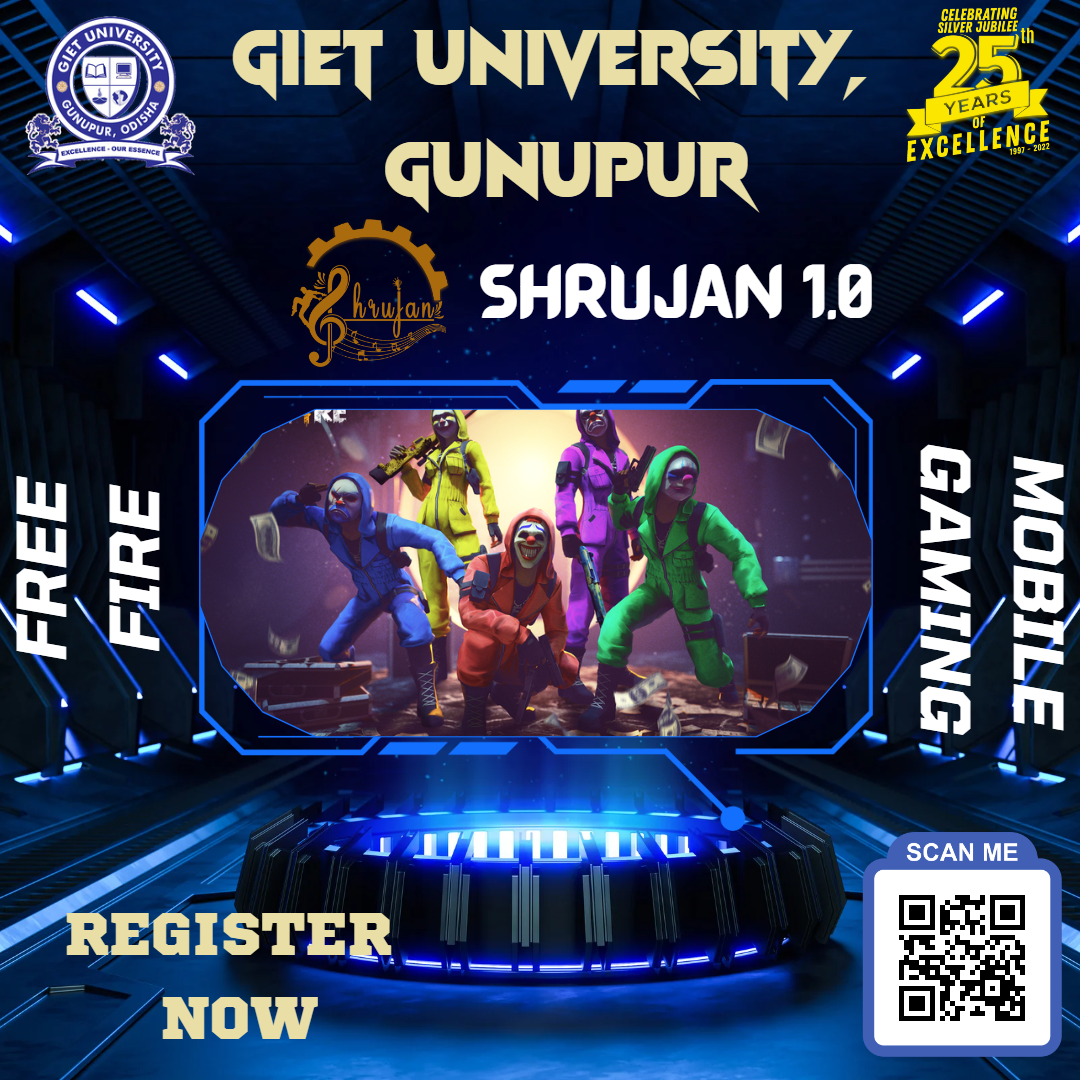 GIET UNIVERSITY,
GUNUPUR
GIET UNIVERSITY
GUNUPUR, ODISHA
EXCELLENCE - OUR ESSENCE
CELEBRATING
SILVER JUBILEE
25th
YEARS
OF
EXCELLENCE
1997 - 2022
Shrujan
SHRUJAN 1.0
FREE
FIRE
MOBILE
GAMING
REGISTER
NOW
SCAN ME